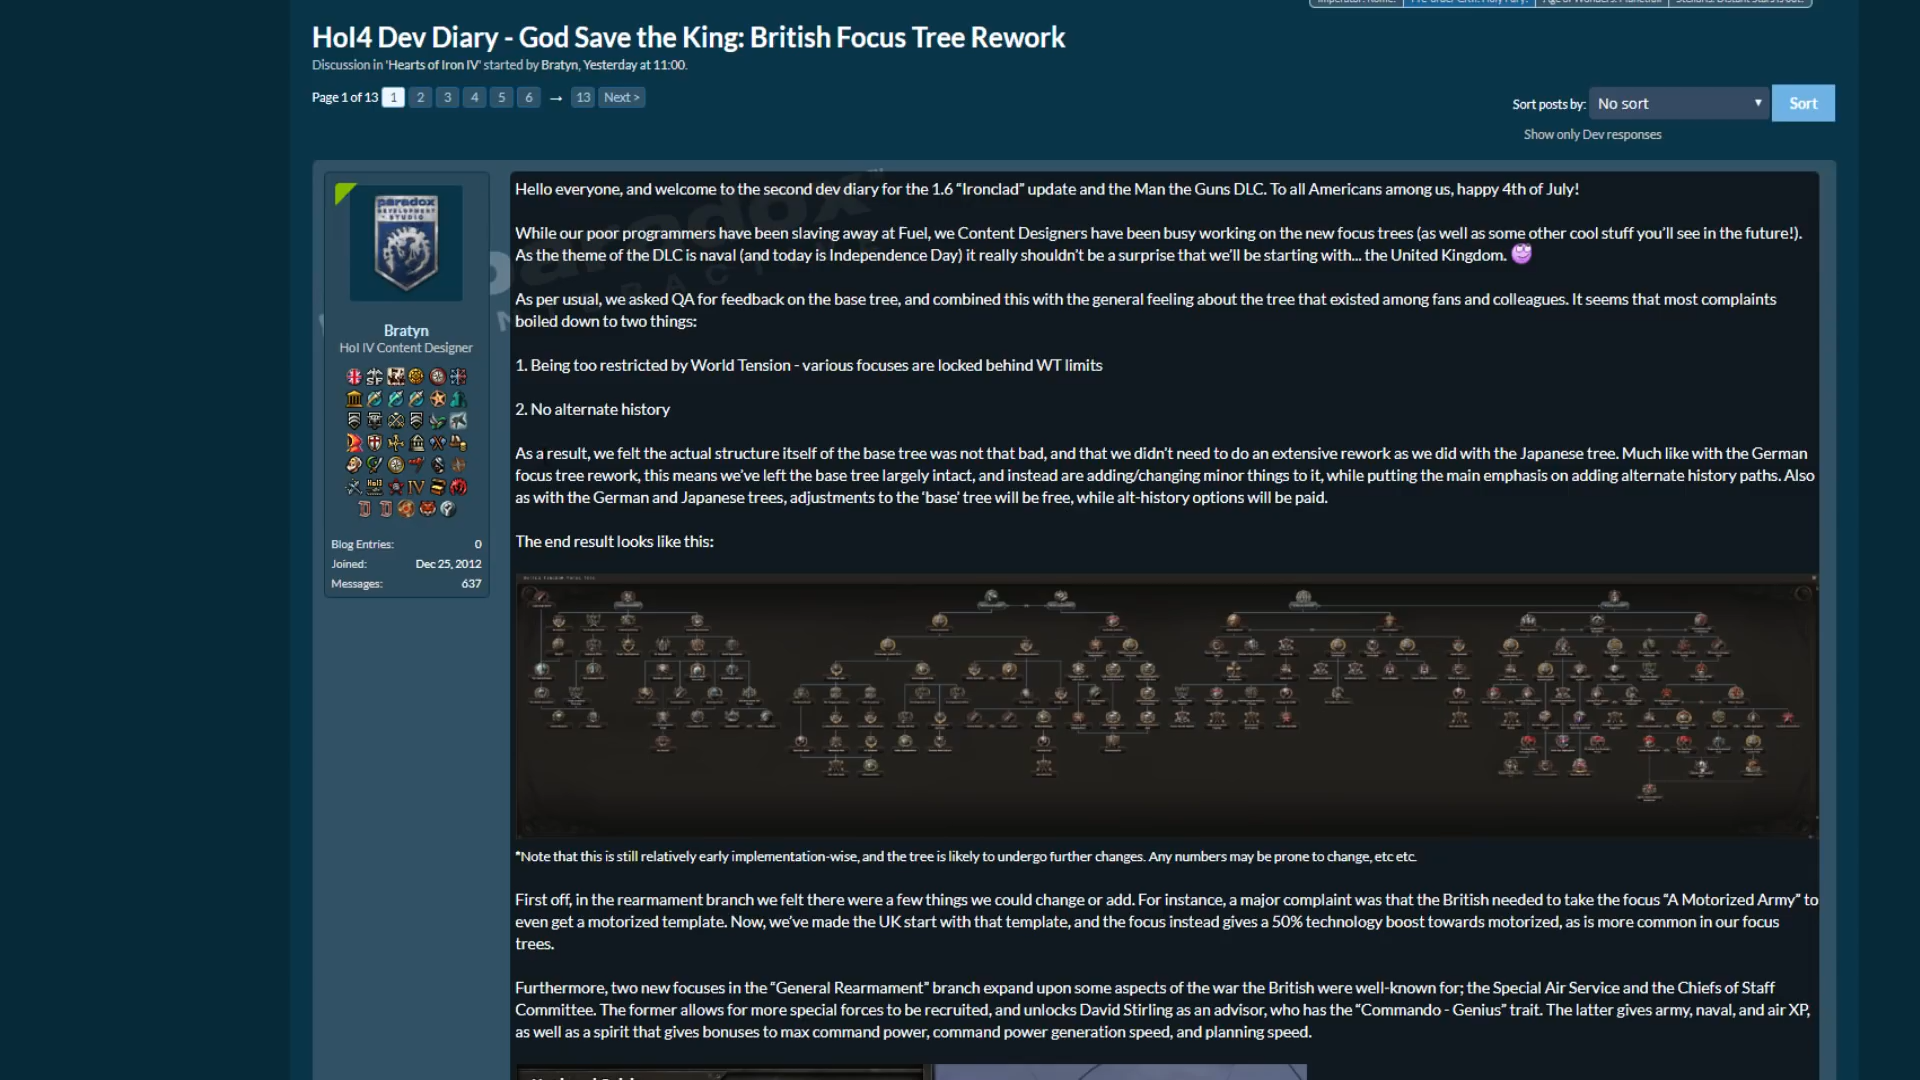 HoI4 Dev Diary - God Save the King: British Focus Tree Rework
Discussion in 'Hearts of Iron IV' started by Bratyn, Yesterday at 11:00.
Page 1 of 13 1 2 3 4 5 6 → 13 Next >
Sort posts by: No sort Sort
Show only Dev responses
paradox
DEVELOPMENT
STUDIO
Bratyn
HoI IV Content Designer
Blog Entries: 0
Joined: Dec 25, 2012
Messages: 637
Hello everyone, and welcome to the second dev diary for the 1.6 “Ironclad” update and the Man the Guns DLC. To all Americans among us, happy 4th of July!
While our poor programmers have been slaving away at Fuel, we Content Designers have been busy working on the new focus trees (as well as some other cool stuff you’ll see in the future!).
As the theme of the DLC is naval (and today is Independence Day) it really shouldn’t be a surprise that we’ll be starting with... the United Kingdom.
As per usual, we asked QA for feedback on the base tree, and combined this with the general feeling about the tree that existed among fans and colleagues. It seems that most complaints
boiled down to two things:
1. Being too restricted by World Tension - various focuses are locked behind WT limits
2. No alternate history
As a result, we felt the actual structure itself of the base tree was not that bad, and that we didn’t need to do an extensive rework as we did with the Japanese tree. Much like with the German
focus tree rework, this means we’ve left the base tree largely intact, and instead are adding/changing minor things to it, while putting the main emphasis on adding alternate history paths. Also
as with the German and Japanese trees, adjustments to the ‘base’ tree will be free, while alt-history options will be paid.
The end result looks like this:
*Note that this is still relatively early implementation-wise, and the tree is likely to undergo further changes. Any numbers may be prone to change, etc etc.
First off, in the rearmament branch we felt there were a few things we could change or add. For instance, a major complaint was that the British needed to take the focus “A Motorized Army” to
even get a motorized template. Now, we’ve made the UK start with that template, and the focus instead gives a 50% technology boost towards motorized, as is more common in our focus
trees.
Furthermore, two new focuses in the “General Rearmament” branch expand upon some aspects of the war the British were well-known for; the Special Air Service and the Chiefs of Staff
Committee. The former allows for more special forces to be recruited, and unlocks David Stirling as an advisor, who has the “Commando - Genius” trait. The latter gives army, naval, and air XP,
as well as a spirit that gives bonuses to max command power, command power generation speed, and planning speed.